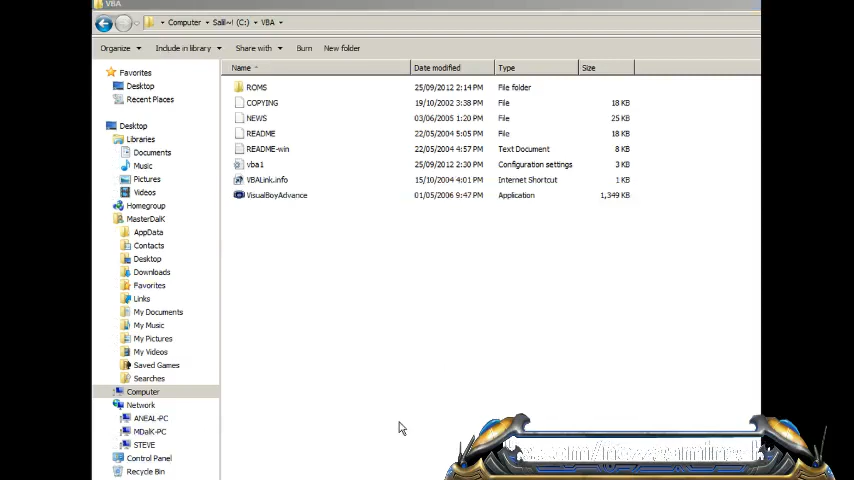 VBA
Computer Salil~! (C:) VBA
Organize Include in library Share with Burn New folder
Name Date modified Type Size
ROMS 25/09/2012 2:14 PM File folder
COPYING 19/10/2002 3:38 PM File 18 KB
NEWS 03/06/2005 1:20 PM File 25 KB
README 22/05/2004 5:05 PM File 18 KB
README-win 22/05/2004 4:57 PM Text Document 8 KB
vba1 25/09/2012 2:30 PM Configuration settings 3 KB
VBALink.info 15/10/2004 4:01 PM Internet Shortcut 1 KB
VisualBoyAdvance 01/05/2006 9:47 PM Application 1,349 KB
Favorites
Desktop
Recent Places
Desktop
Libraries
Documents
Music
Pictures
Videos
Homegroup
MasterDalK
AppData
Contacts
Desktop
Downloads
Favorites
Links
My Documents
My Music
My Pictures
My Videos
Saved Games
Searches
Computer
Network
ANEAL-PC
MDalK-PC
STEVE
Control Panel
Recycle Bin